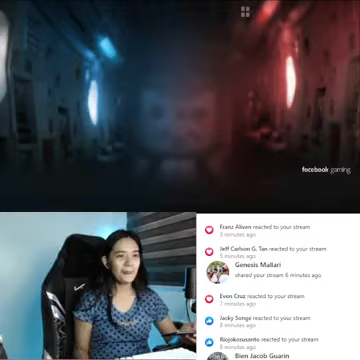 facebook gaming
Franz Aliven reacted to your stream
3 minutes ago
Jeff Carlson G. Tan reacted to your stream
5 minutes ago
Genesis Mallari
shared your stream 6 minutes ago
Evon Cruz reacted to your stream
7 minutes ago
Jacky Songe reacted to your stream
8 minutes ago
Riojokosusanto reacted to your stream
8 minutes ago
Bien Jacob Guarin